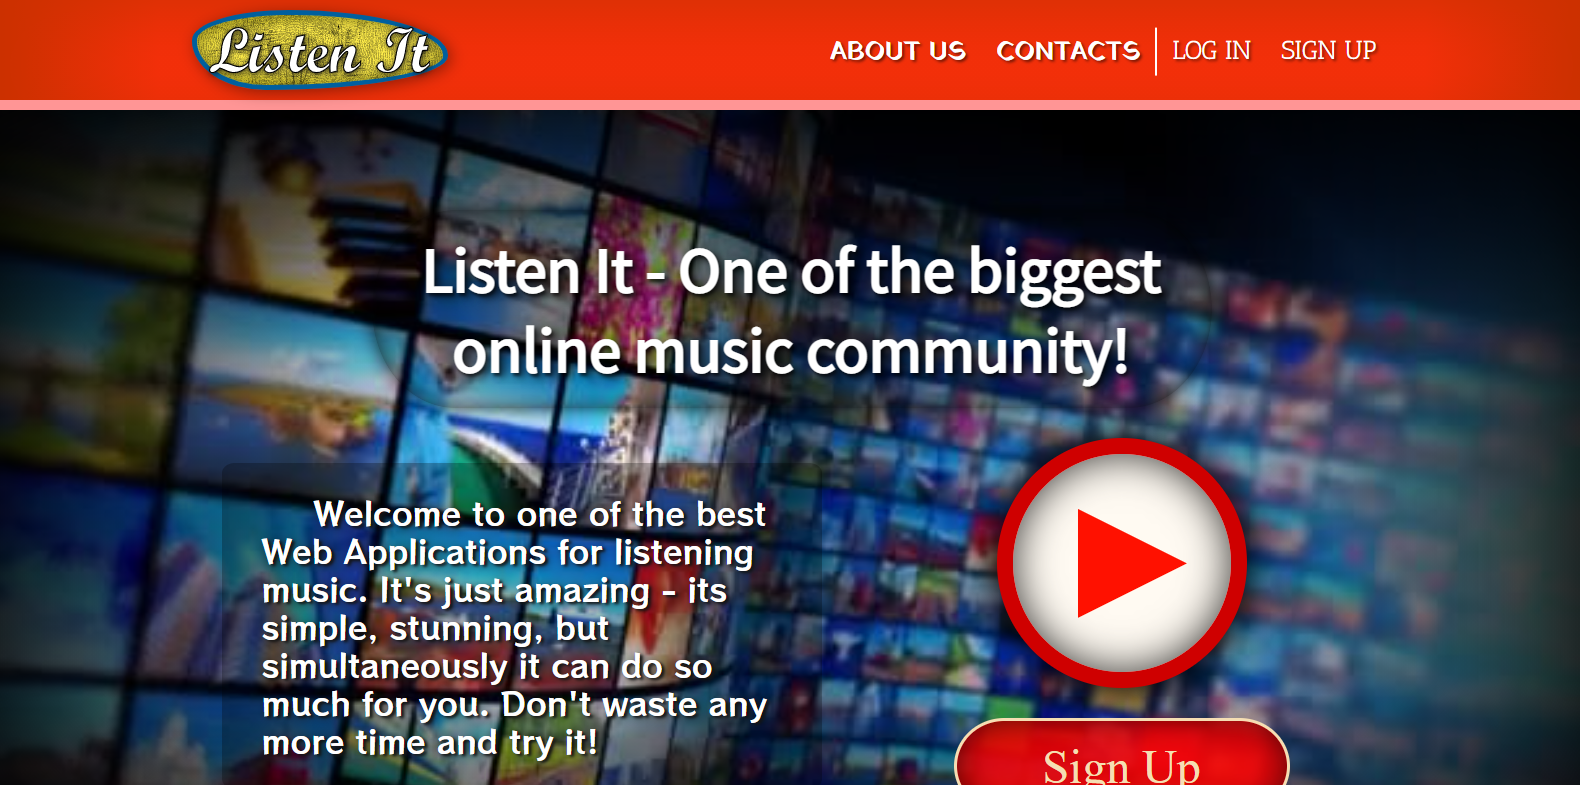 Listen It
ABOUT US CONTACTS LOG IN SIGN UP
Listen It - One of the biggest
online music community!
Welcome to one of the best
Web Applications for listening
music. It's just amazing - its
simple, stunning, but
simultaneously it can do so
much for you. Don't waste any
more time and try it!
Sign Up